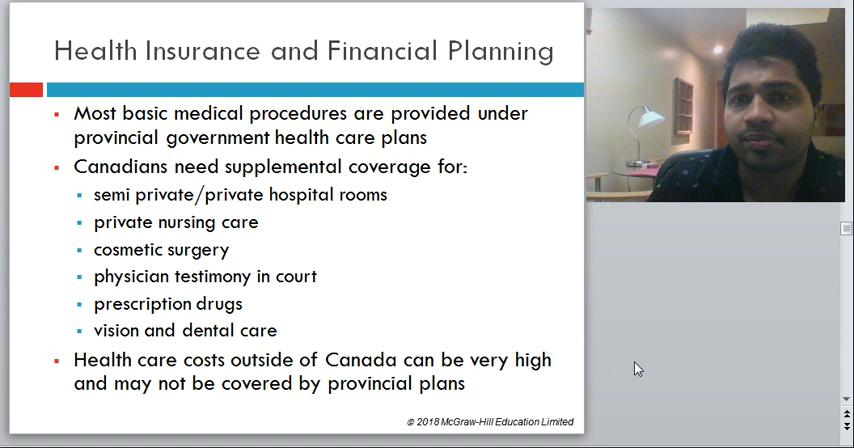 Health Insurance and Financial Planning
▪ Most basic medical procedures are provided under
provincial government health care plans
▪ Canadians need supplemental coverage for:
▪ semi private/private hospital rooms
▪ private nursing care
▪ cosmetic surgery
▪ physician testimony in court
▪ prescription drugs
▪ vision and dental care
▪ Health care costs outside of Canada can be very high
and may not be covered by provincial plans
© 2018 McGraw-Hill Education Limited